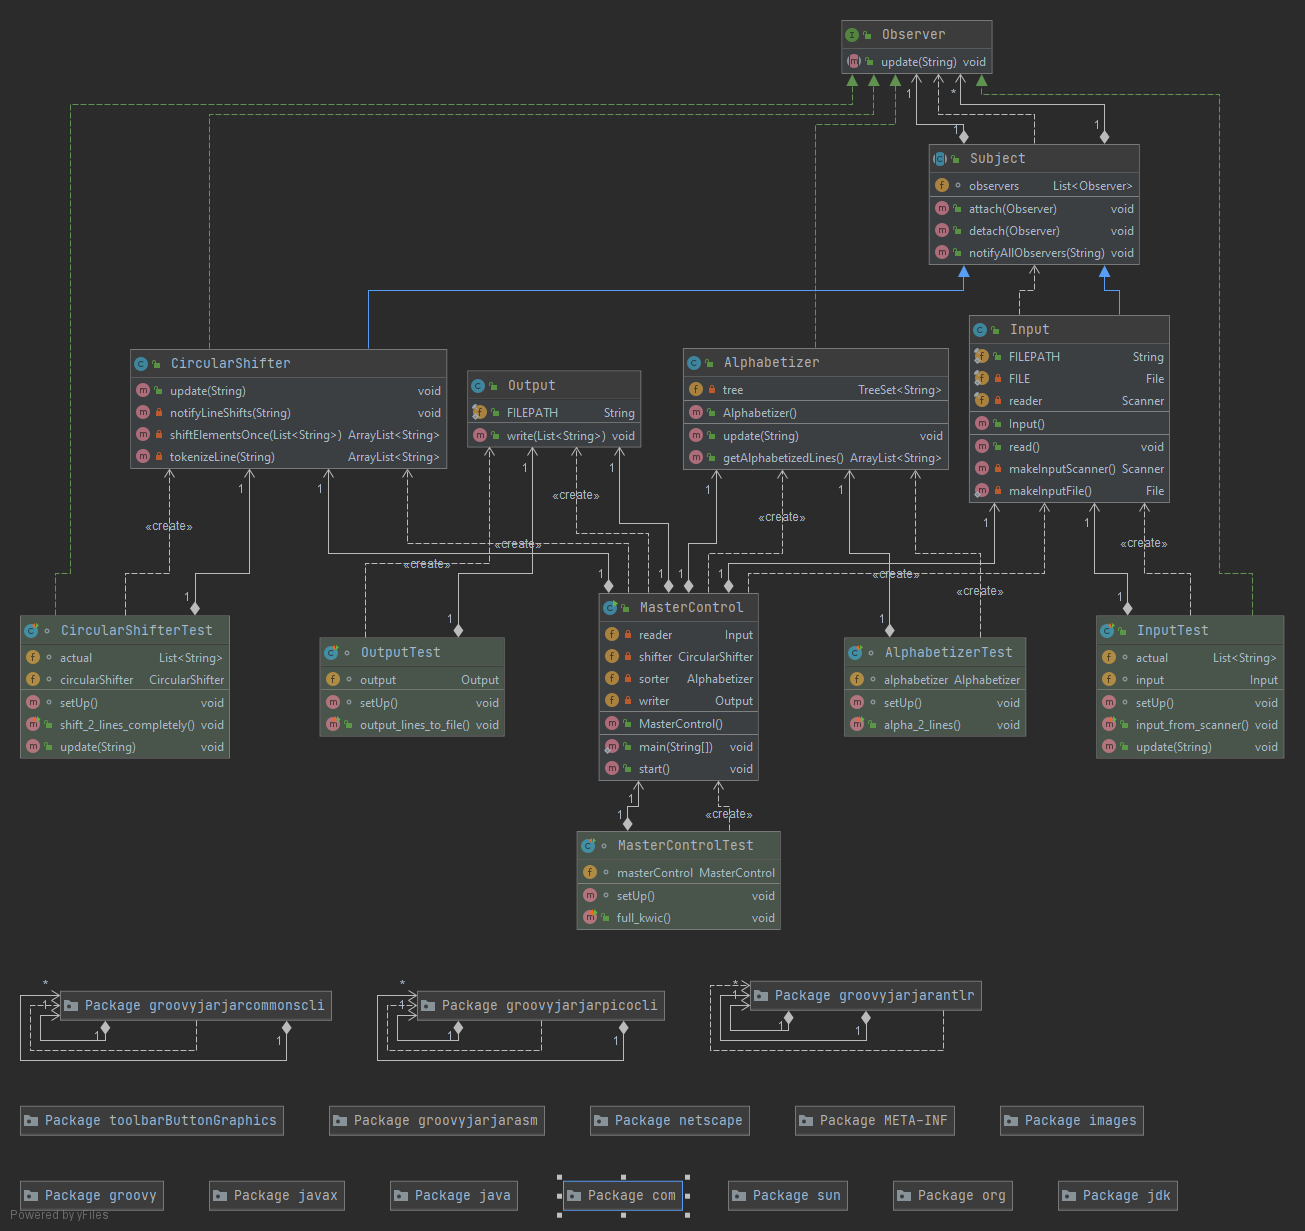 Observer
update(String) void
1
*
1
1
Subject
observers List<Observer>
attach(Observer) void
detach(Observer) void
notifyAllObservers(String) void
CircularShifter
update(String) void
notifyLineShifts(String) void
shiftElementsOnce(List<String>) ArrayList<String>
tokenizeLine(String) ArrayList<String>
Output
FILEPATH String
write(List<String>) void
Alphabetizer
tree TreeSet<String>
Alphabetizer()
update(String) void
getAlphabetizedLines() ArrayList<String>
Input
FILEPATH String
FILE File
reader Scanner
Input()
read() void
makeInputScanner() Scanner
makeInputFile() File
1
1
1
1
1
1
1
1
«create»
«create»
«create»
«create»
«create»
«create»
«create»
«create»
1
1
1
1
1
1
1
1
CircularShifterTest
actual List<String>
circularShifter CircularShifter
setUp() void
shift_2_lines_completely() void
update(String) void
OutputTest
output Output
setUp() void
output_lines_to_file() void
MasterControl
reader Input
shifter CircularShifter
sorter Alphabetizer
writer Output
MasterControl()
main(String[]) void
start() void
AlphabetizerTest
alphabetizer Alphabetizer
setUp() void
alpha_2_lines() void
InputTest
actual List<String>
input Input
setUp() void
input_from_scanner() void
update(String) void
1
1
«create»
MasterControlTest
masterControl MasterControl
setUp() void
full_kwic() void
*
1
Package groovyjarjarcommonscli
1
1
*
1
Package groovyjarjarpicocli
1
1
*
1
Package groovyjarjarantlr
1
1
Package toolbarButtonGraphics
Package groovyjarjarasm
Package netscape
Package META-INF
Package images
Package groovy
Package javax
Package java
Package com
Package sun
Package org
Package jdk
Powered by yFiles